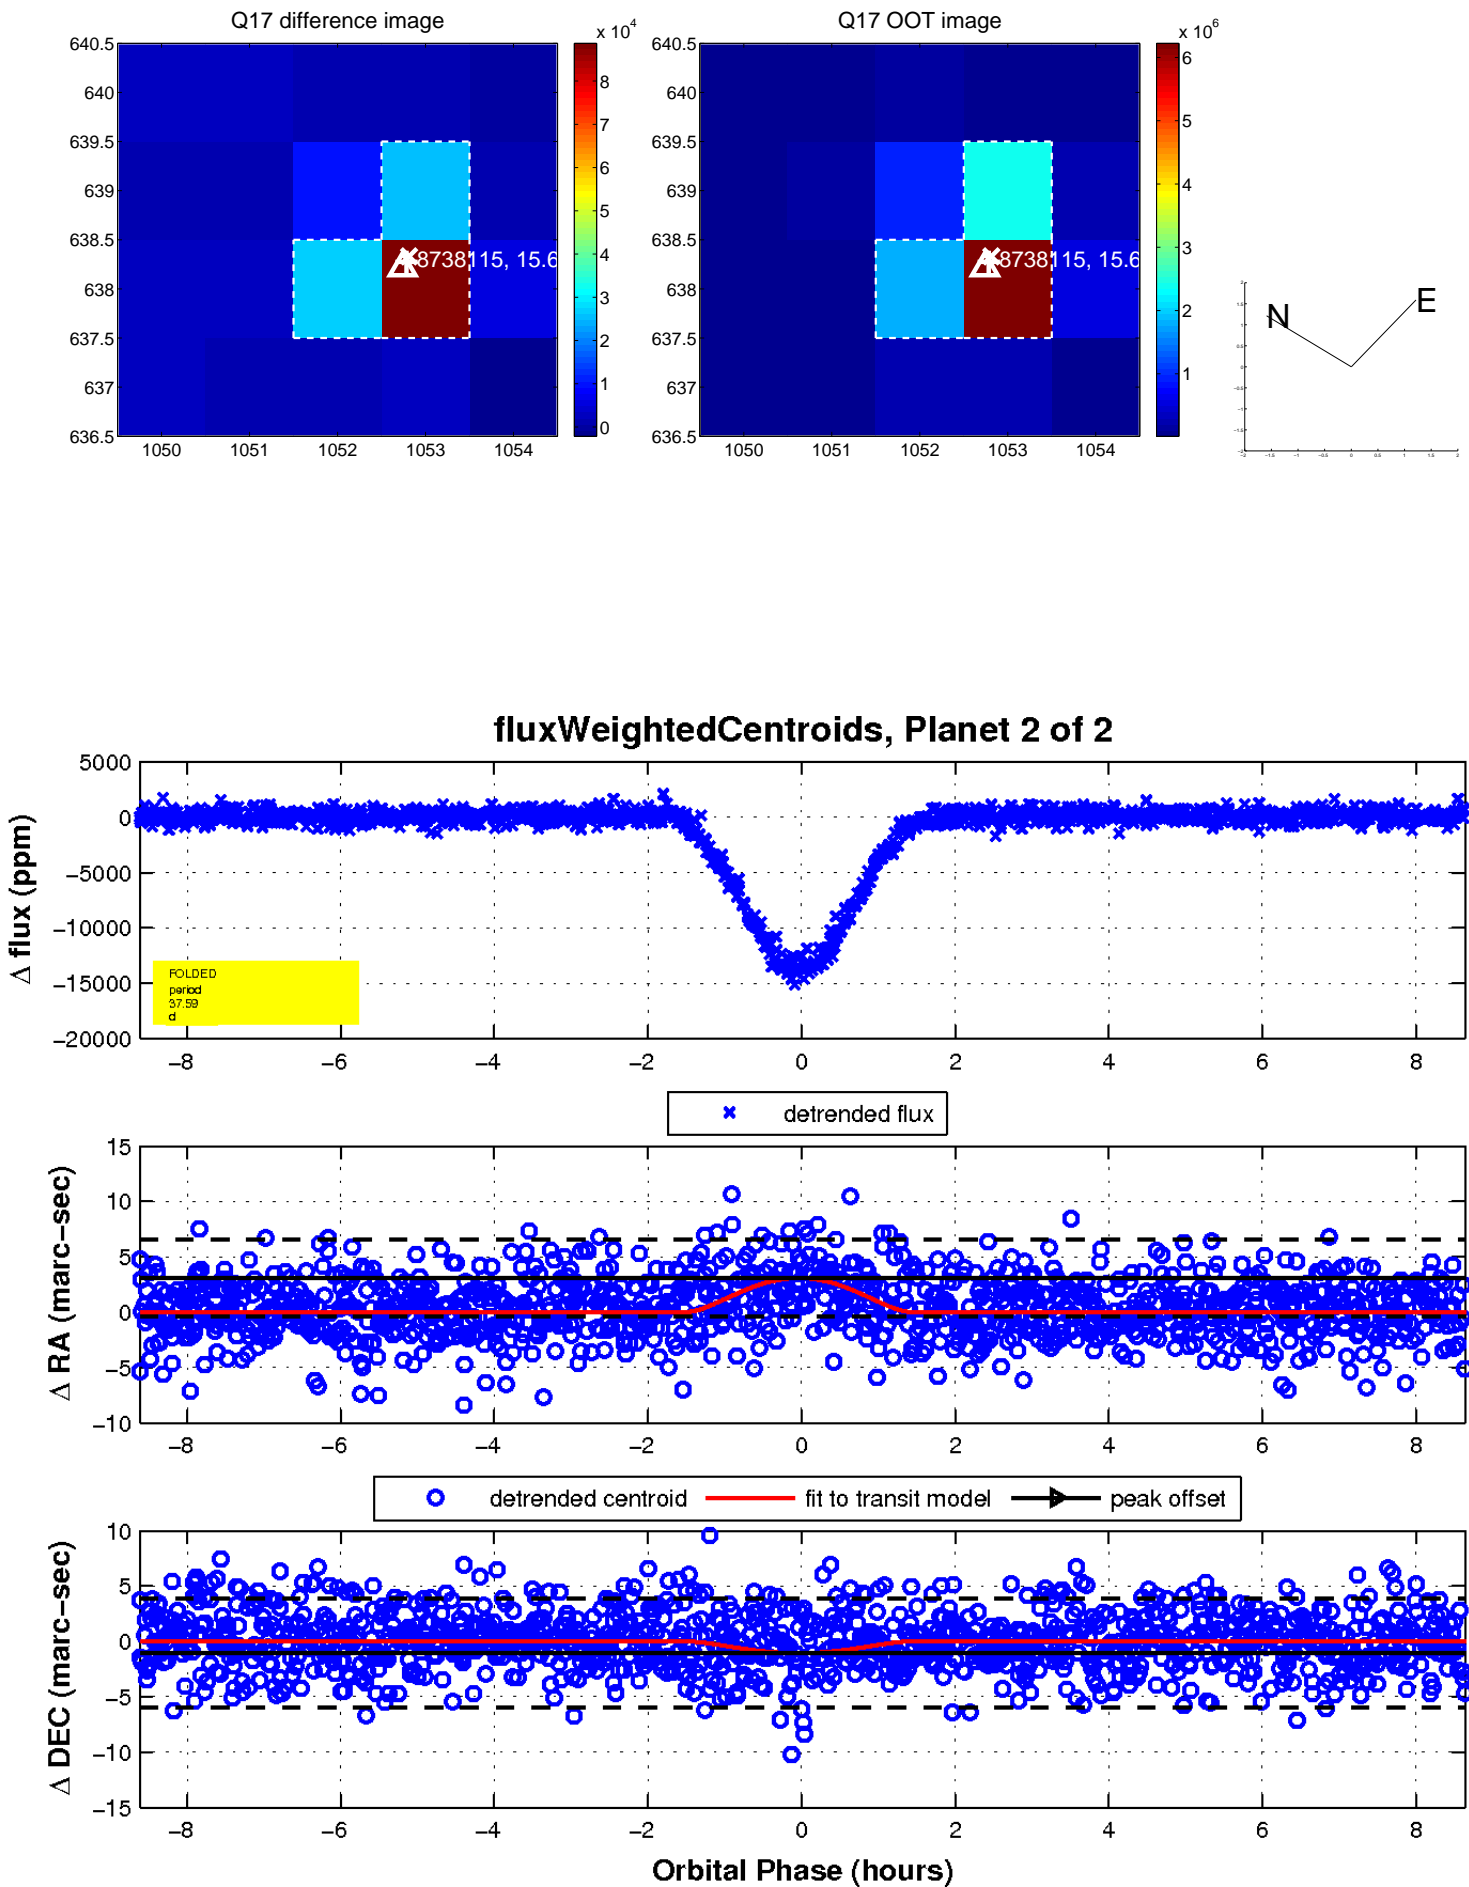 Q17 difference image
x 10^4
640.5
640
639.5
639
638.5
638
637.5
637
636.5
1050 1051 1052 1053 1054
8738115, 15.6
8
7
6
5
4
3
2
1
0
Q17 OOT image
x 10^6
640.5
640
639.5
639
638.5
638
637.5
637
636.5
1050 1051 1052 1053 1054
8738115, 15.6
6
5
4
3
2
1
N
E
fluxWeightedCentroids, Planet 2 of 2
Δ flux (ppm)
5000
0
−5000
−10000
−15000
−20000
FOLDED
period
37.59
d
−8 −6 −4 −2 0 2 4 6 8
detrended flux
Δ RA (marc−sec)
15
10
5
0
−5
−10
−8 −6 −4 −2 0 2 4 6 8
detrended centroid fit to transit model peak offset
Δ DEC (marc−sec)
10
5
0
−5
−10
−15
−8 −6 −4 −2 0 2 4 6 8
Orbital Phase (hours)